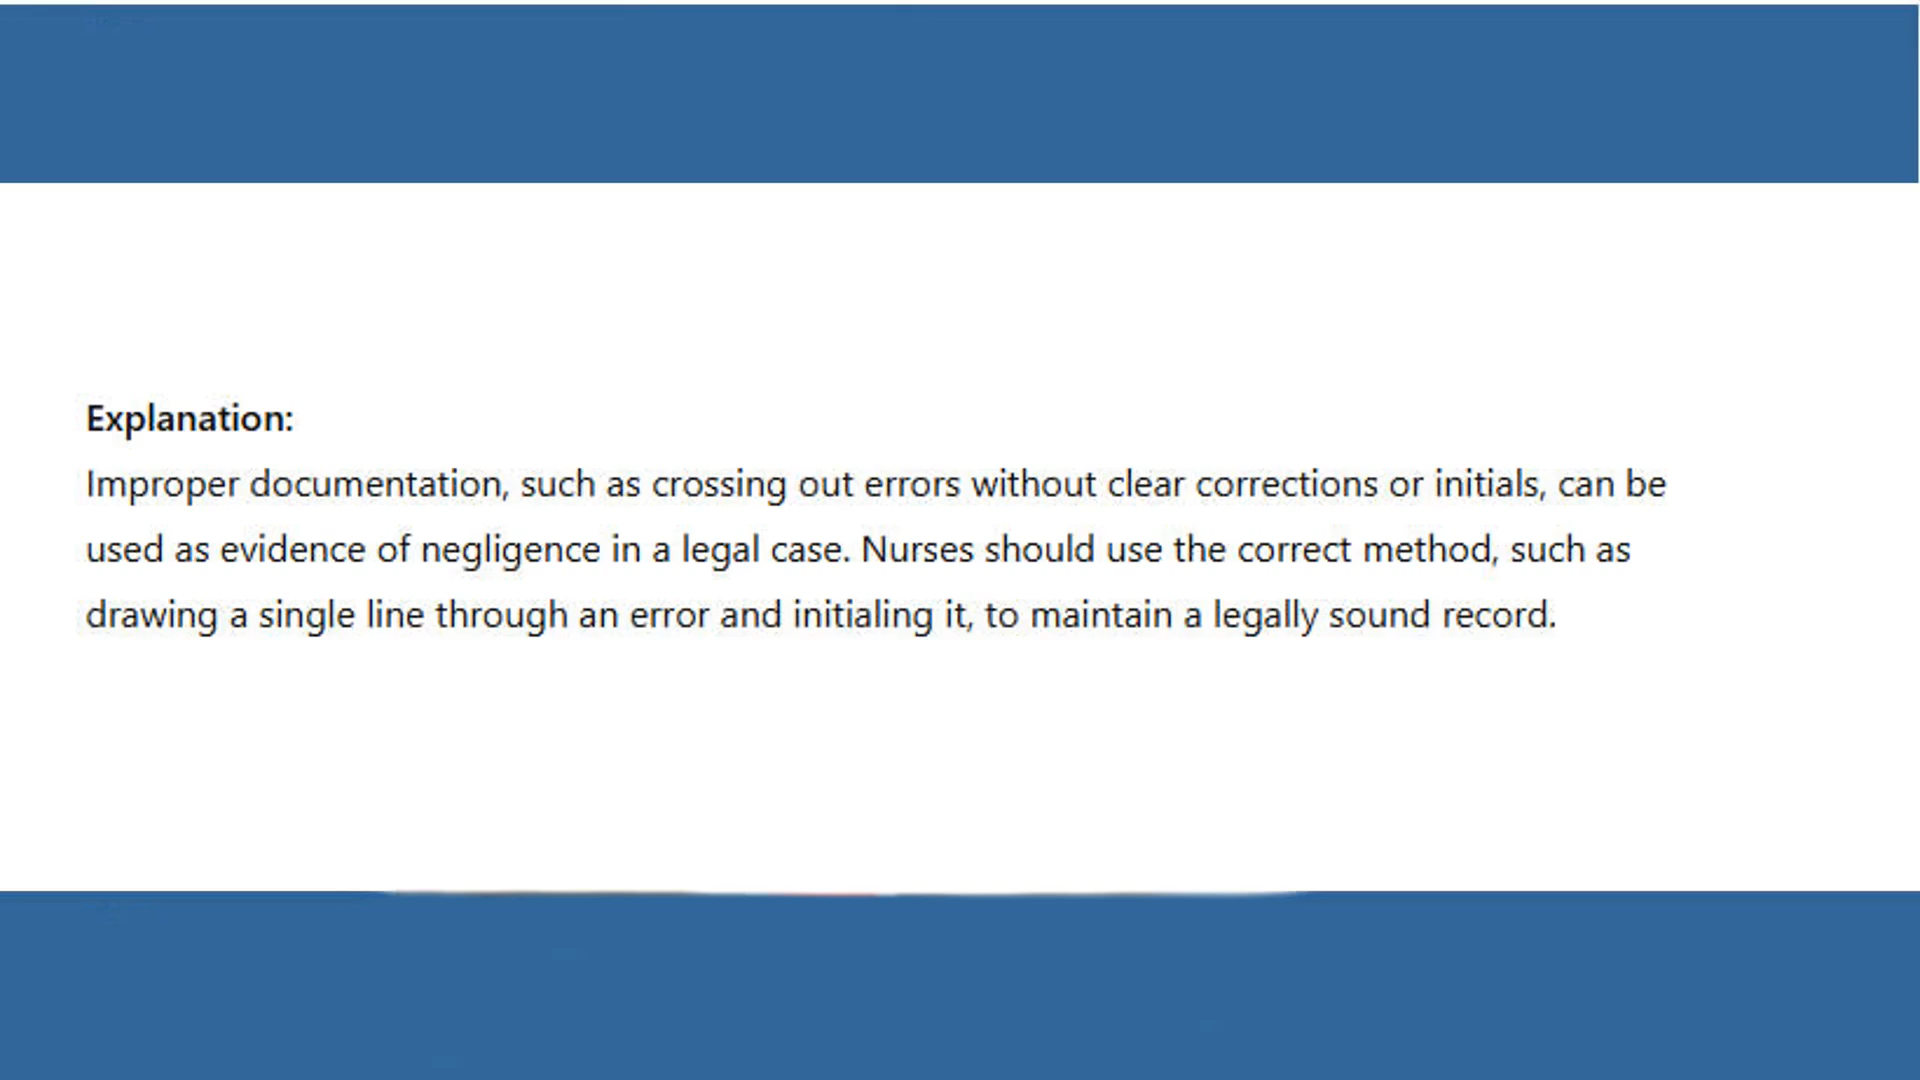 Explanation:
Improper documentation, such as crossing out errors without clear corrections or initials, can be
used as evidence of negligence in a legal case. Nurses should use the correct method, such as
drawing a single line through an error and initialing it, to maintain a legally sound record.